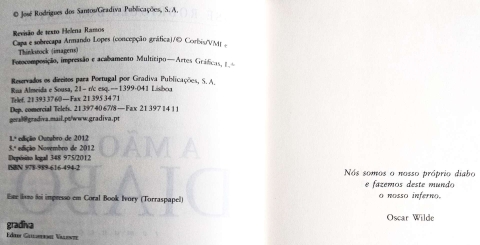 © José Rodrigues dos Santos/Gradiva Publicações, S. A.
Revisão de texto Helena Ramos
Capa e sobrecapa Armando Lopes (concepção gráfica)/© Corbis/VMI e
Thinkstock (imagens)
Fotocomposição, impressão e acabamento Multitipo—Artes Gráficas, L.da
Reservados os direitos para Portugal por Gradiva Publicações, S. A.
Rua Almeida e Sousa, 21– r/c esq.—1399-041 Lisboa
Telef. 21 393 37 60—Fax 21 395 34 71
Dep. comercial Telefs. 21 397 40 67/8—Fax 21 397 14 11
geral@gradiva.mail.pt/www.gradiva.pt
1.ª edição Outubro de 2012
5.ª edição Novembro de 2012
Depósito legal 348 975/2012
ISBN 978-989-616-494-2
Este livro foi impresso em Coral Book Ivory (Torraspapel)
gradiva
Editor GUILHERME VALENTE
A MÃO
DIABO
Nós somos o nosso próprio diabo
e fazemos deste mundo
o nosso inferno.
Oscar Wilde